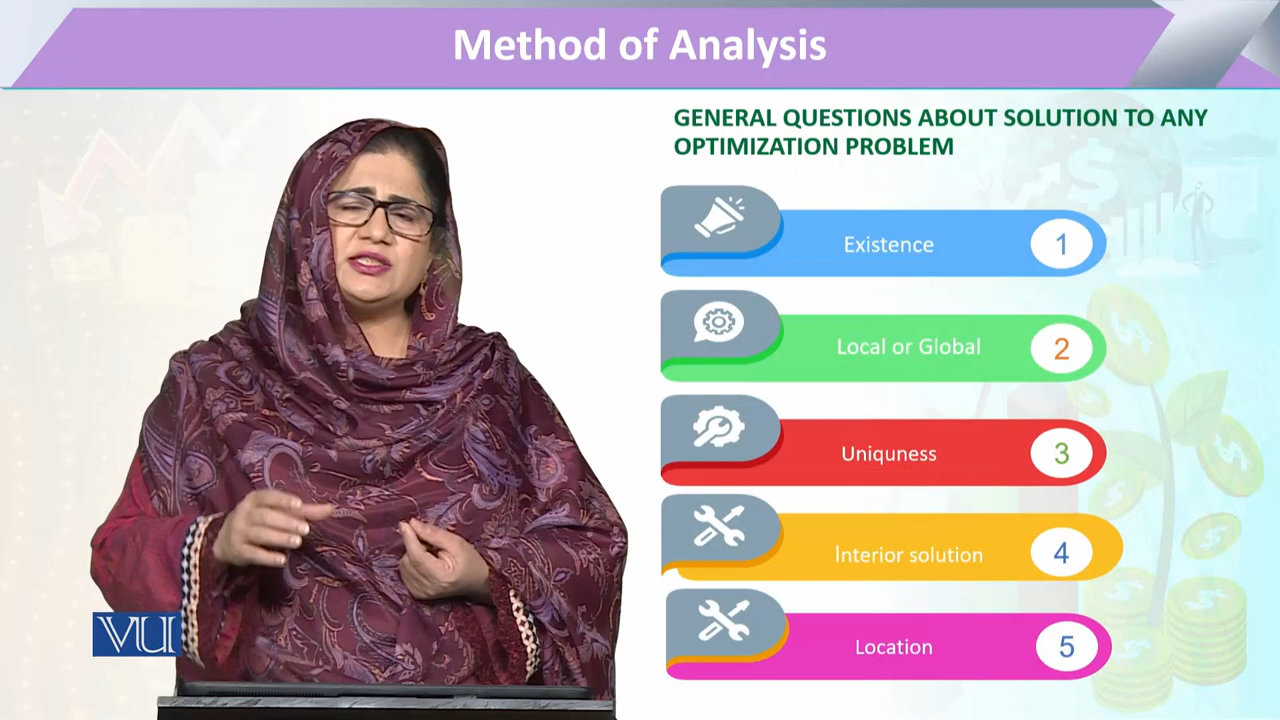 Method of Analysis
GENERAL QUESTIONS ABOUT SOLUTION TO ANY
OPTIMIZATION PROBLEM
Existence 1
Local or Global 2
Uniquness 3
Interior solution 4
Location 5
VU